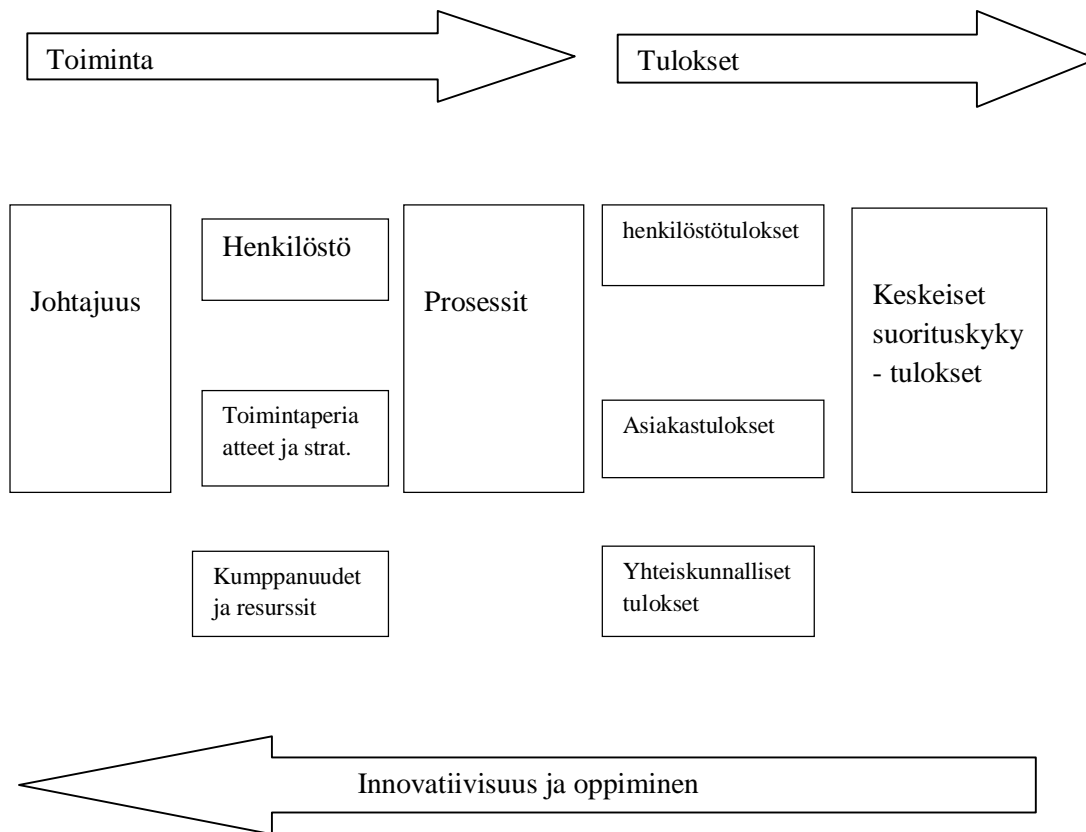 Toiminta
Tulokset
Johtajuus
Henkilöstö
Toimintaperia
atteet ja strat.
Kumppanuudet
ja resurssit
Prosessit
henkilöstötulokset
Asiakastulokset
Yhteiskunnalliset
tulokset
Keskeiset
suorituskyky
- tulokset
Innovatiivisuus ja oppiminen